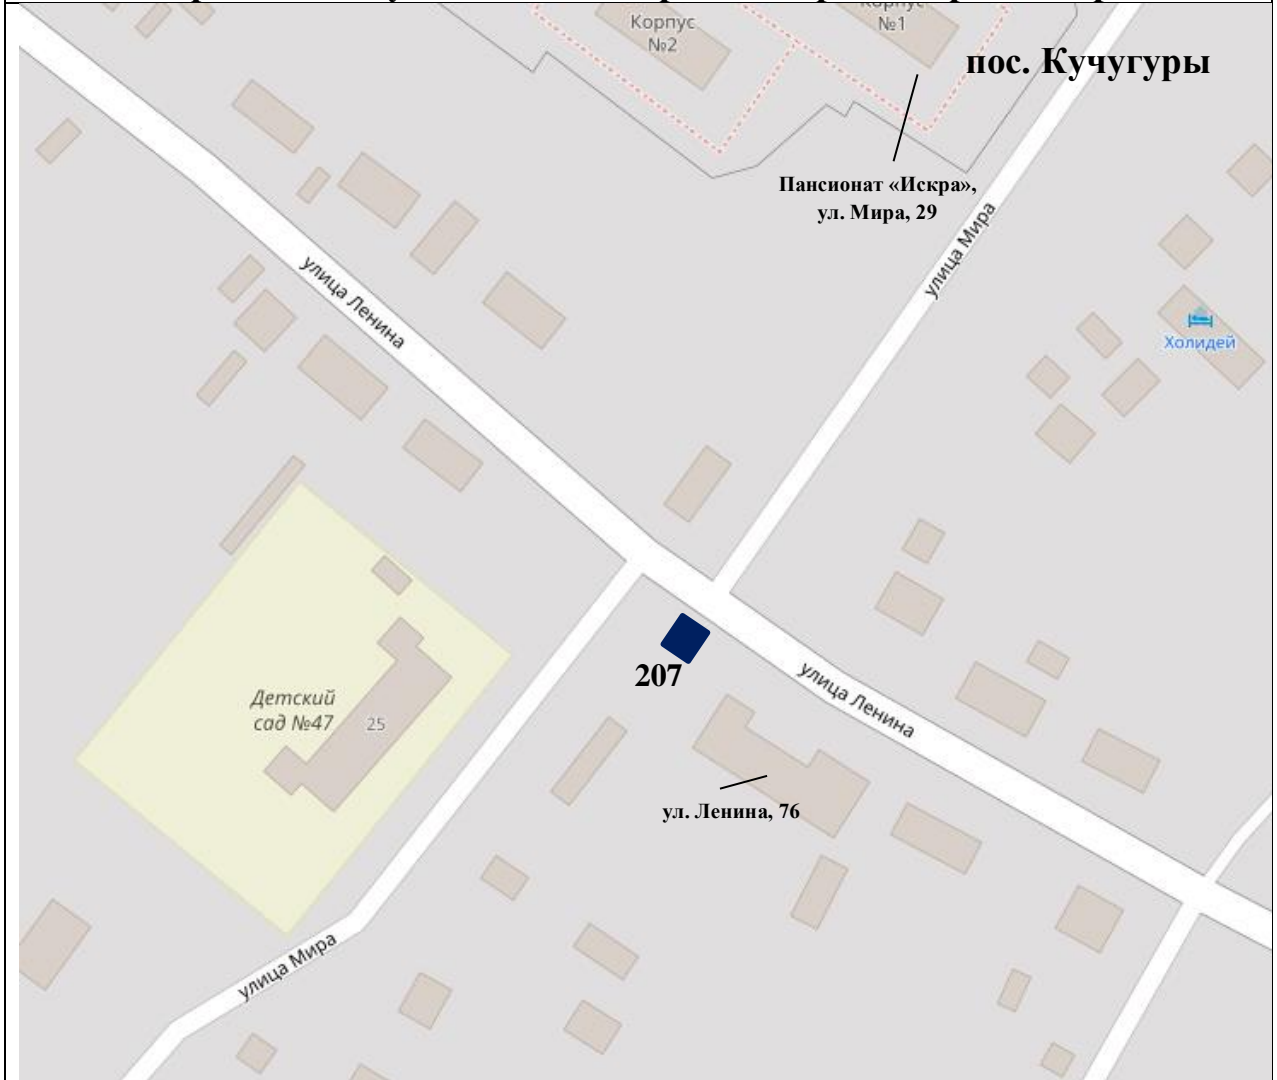 Корпус
№2
Корпус
№1
пос. Кучугуры
Пансионат «Искра»,
ул. Мира, 29
улица Мира
улица Ленина
Холидей
207
улица Ленина
Детский
сад №47
25
ул. Ленина, 76
улица Мира